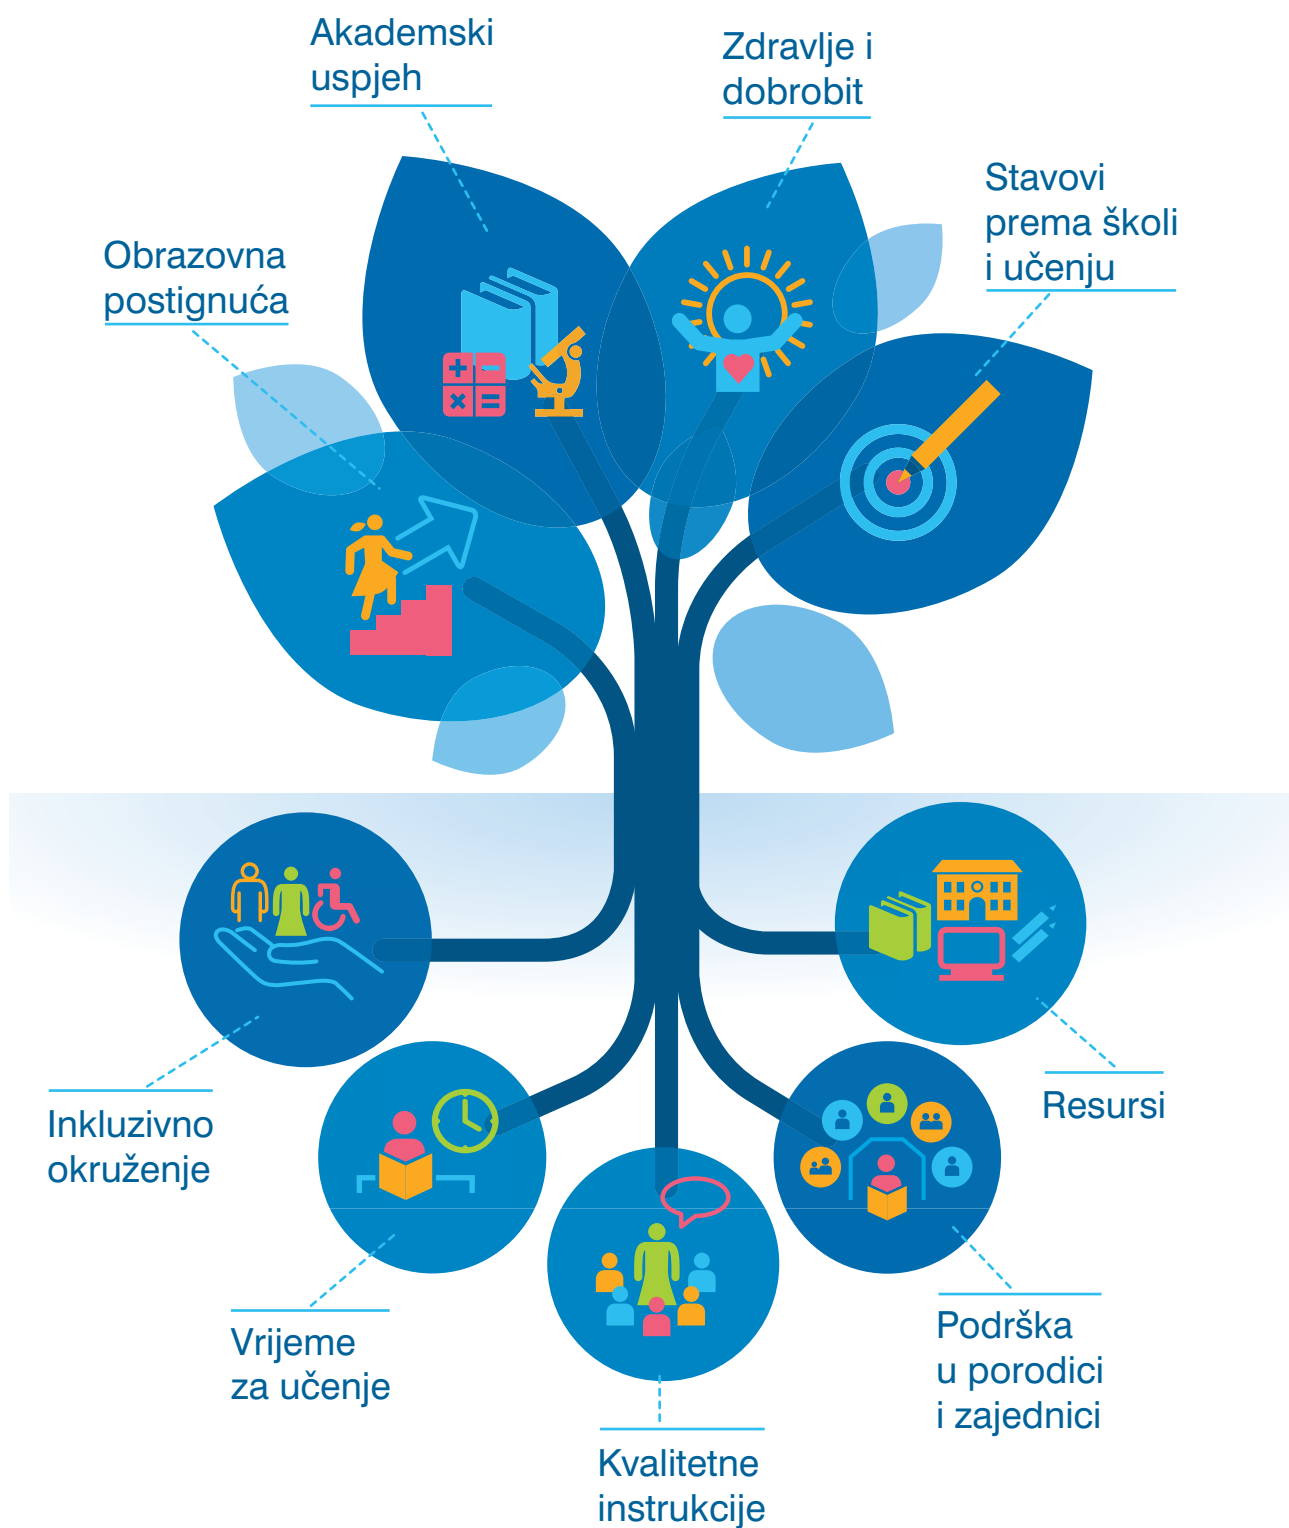 Akademski
uspjeh
Zdravlje i
dobrobit
Stavovi
prema školi
i učenju
Obrazovna
postignuća
Inkluzivno
okruženje
Resursi
Vrijeme
za učenje
Podrška
u porodici
i zajednici
Kvalitetne
instrukcije